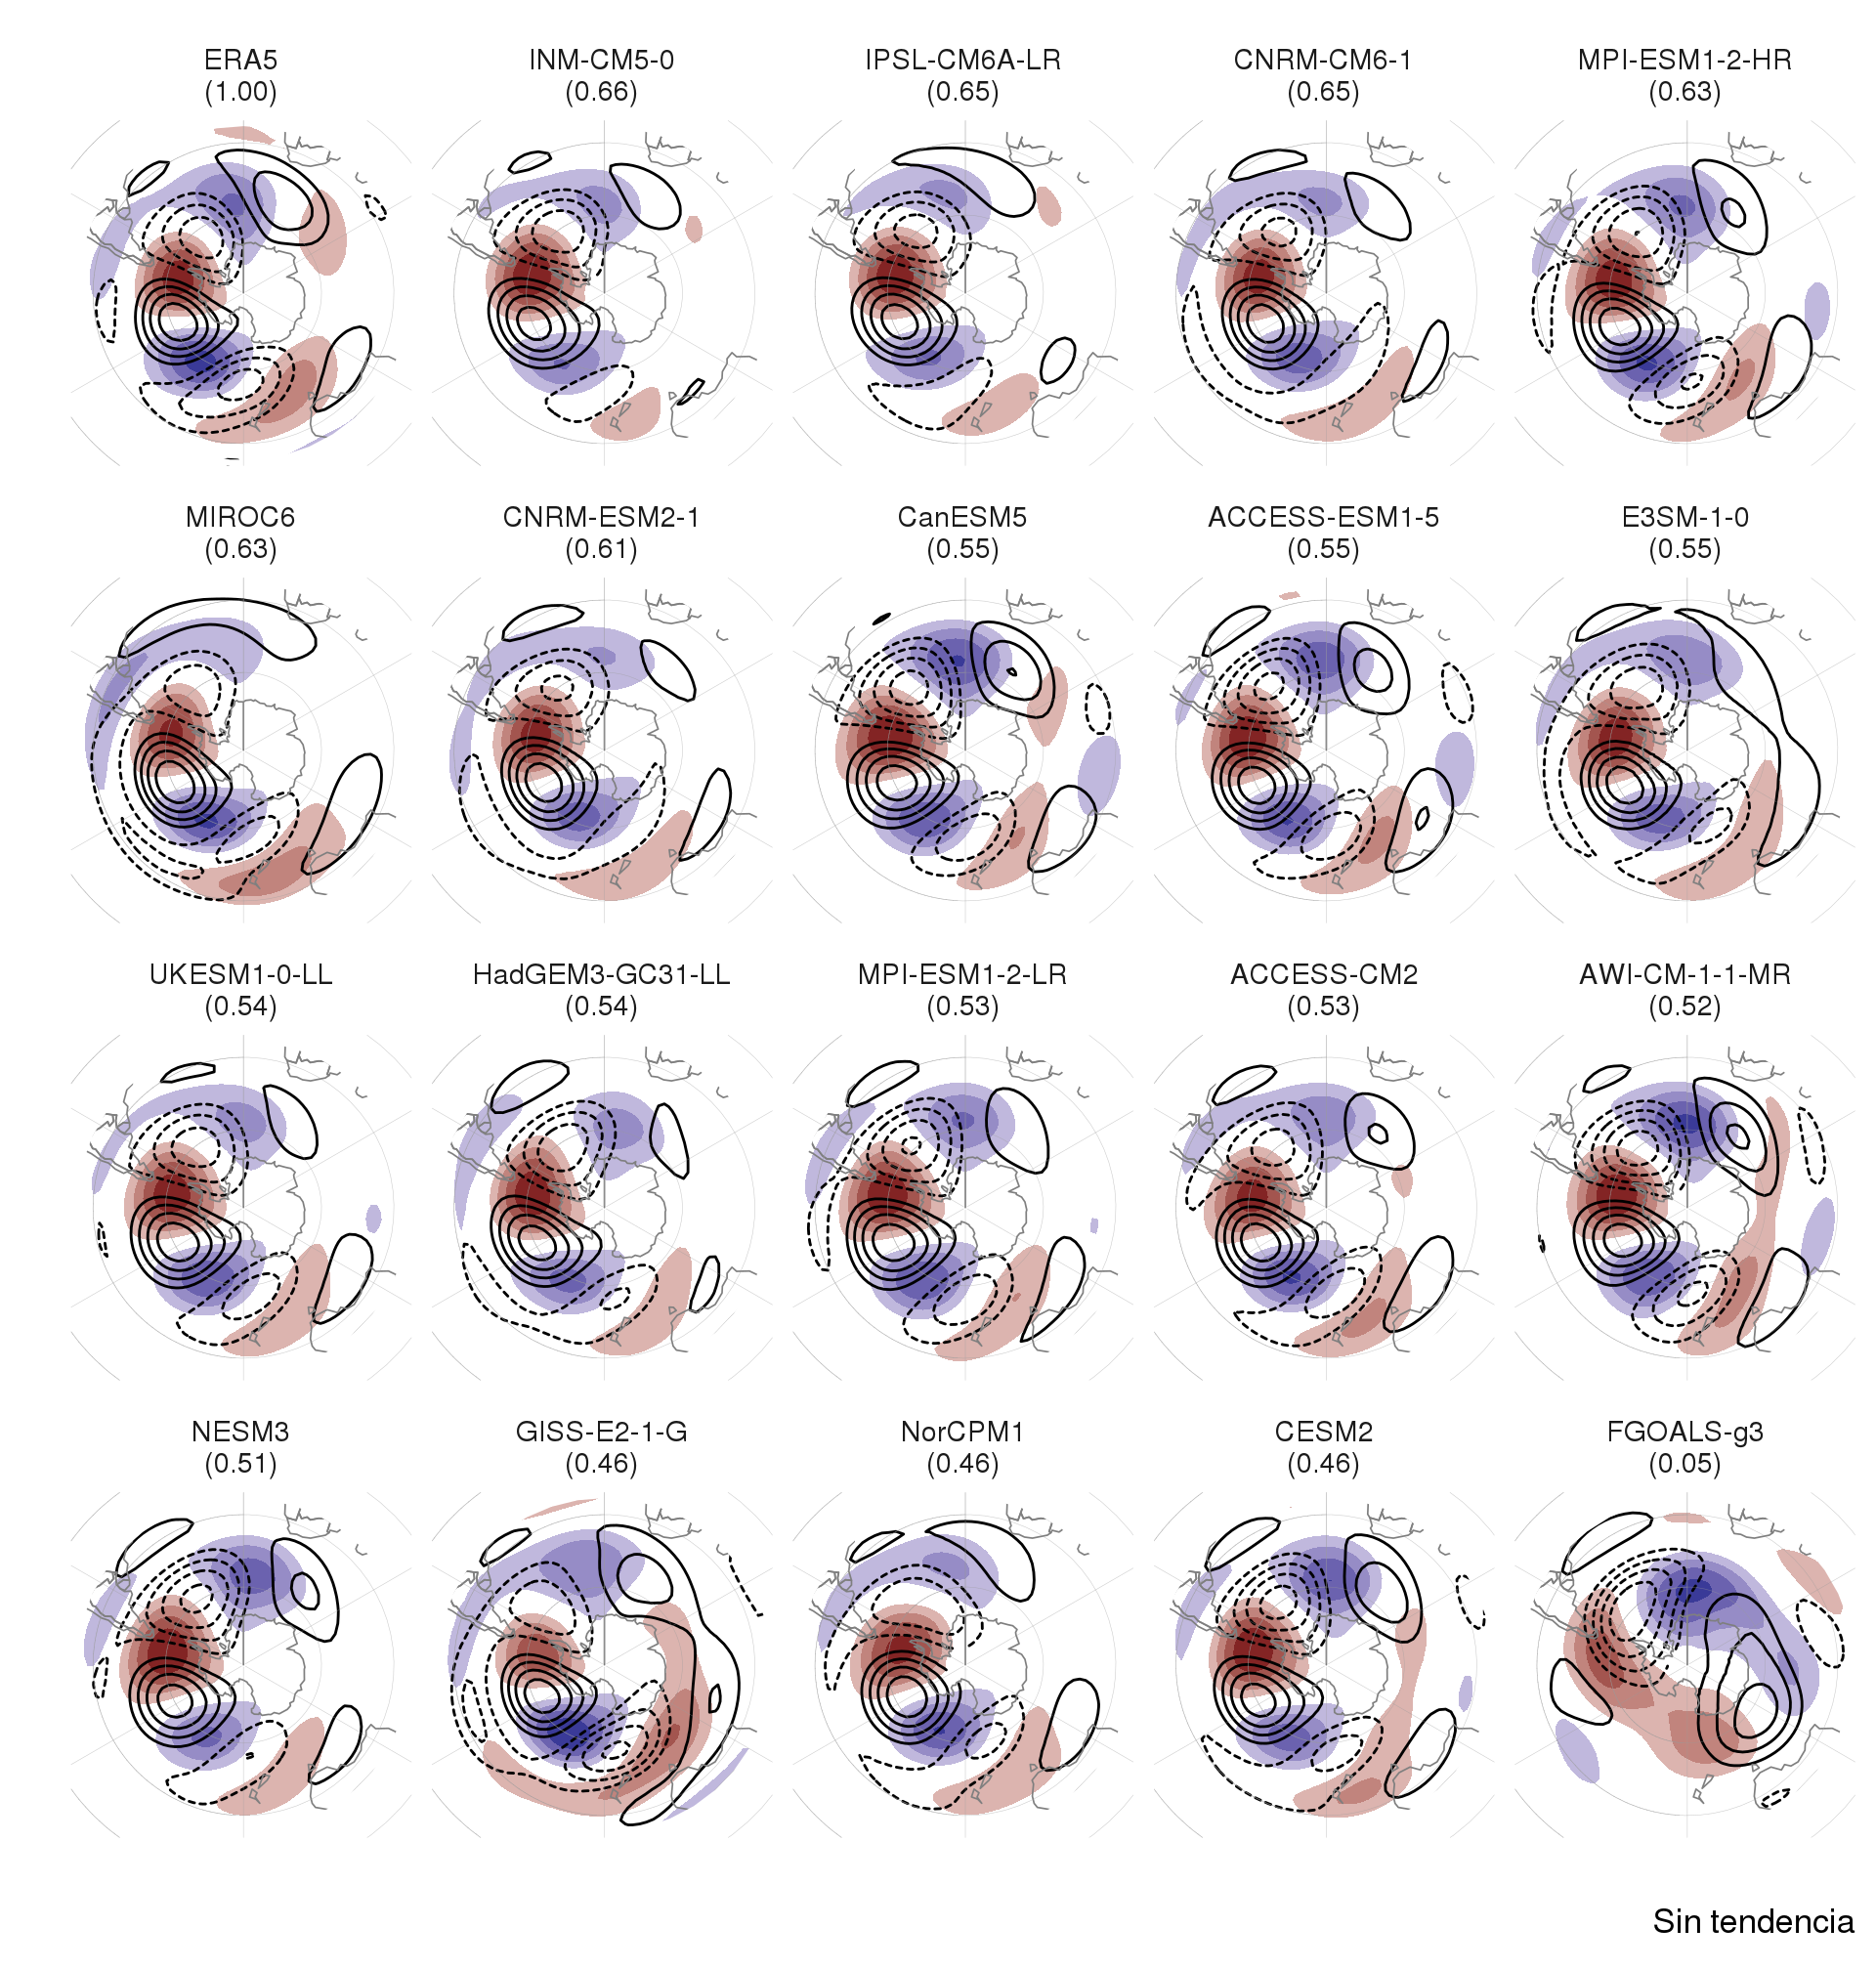 ERA5
(1.00)
INM-CM5-0
(0.66)
IPSL-CM6A-LR
(0.65)
CNRM-CM6-1
(0.65)
MPI-ESM1-2-HR
(0.63)
MIROC6
(0.63)
CNRM-ESM2-1
(0.61)
CanESM5
(0.55)
ACCESS-ESM1-5
(0.55)
E3SM-1-0
(0.55)
UKESM1-0-LL
(0.54)
HadGEM3-GC31-LL
(0.54)
MPI-ESM1-2-LR
(0.53)
ACCESS-CM2
(0.53)
AWI-CM-1-1-MR
(0.52)
NESM3
(0.51)
GISS-E2-1-G
(0.46)
NorCPM1
(0.46)
CESM2
(0.46)
FGOALS-g3
(0.05)
Sin tendencia